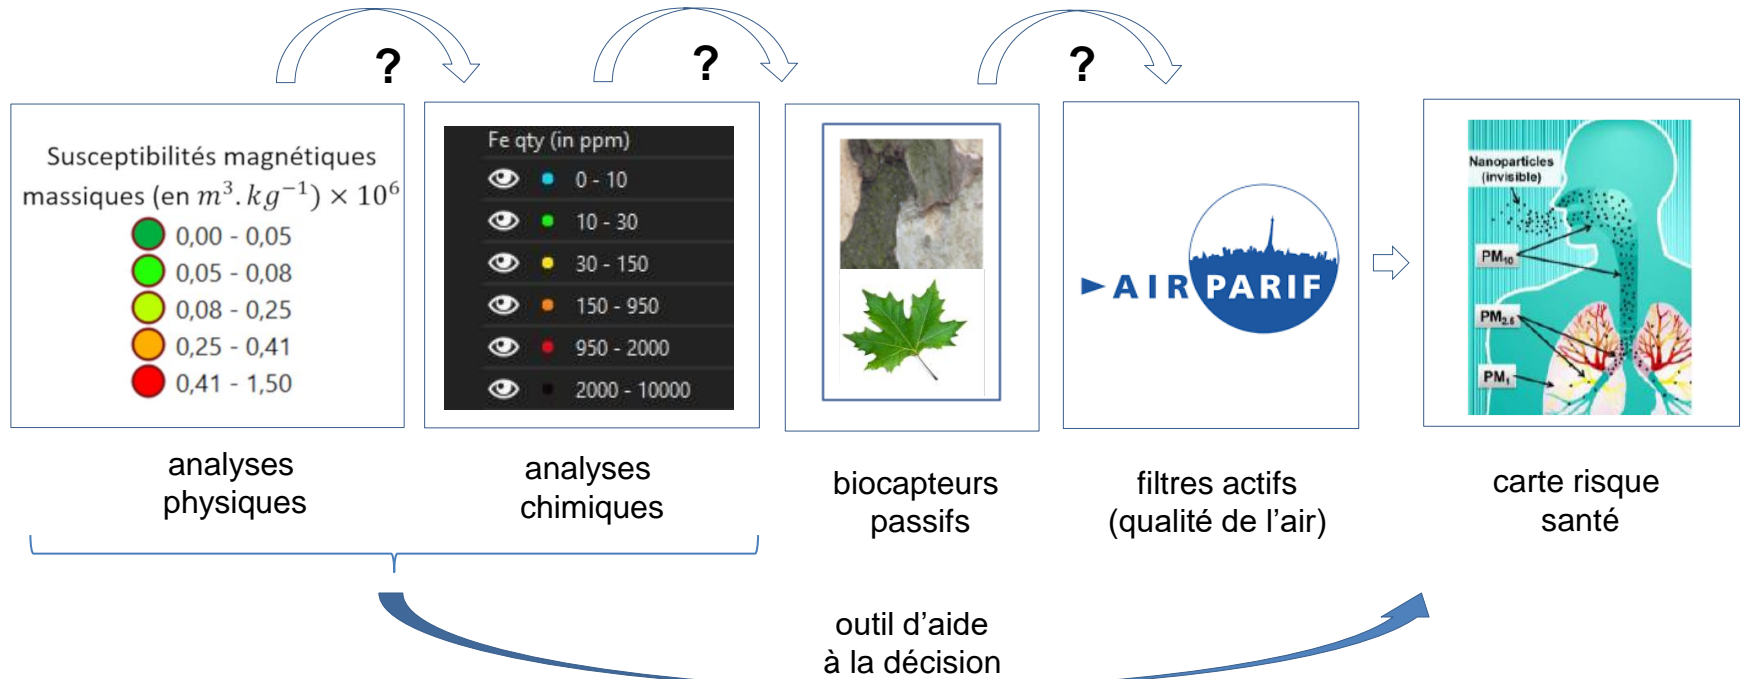 ?
?
?
Susceptibilités magnétiques
massiques (en m³.kg⁻¹) × 10⁶
0,00 - 0,05
0,05 - 0,08
0,08 - 0,25
0,25 - 0,41
0,41 - 1,50
Fe qty (in ppm)
0 - 10
10 - 30
30 - 150
150 - 950
950 - 2000
2000 - 10000
AIRPARIF
Nanoparticles
(invisible)
PM₁₀
PM₂.₅
PM₁
analyses
physiques
analyses
chimiques
biocapteurs
passifs
filtres actifs
(qualité de l’air)
carte risque
santé
outil d’aide
à la décision